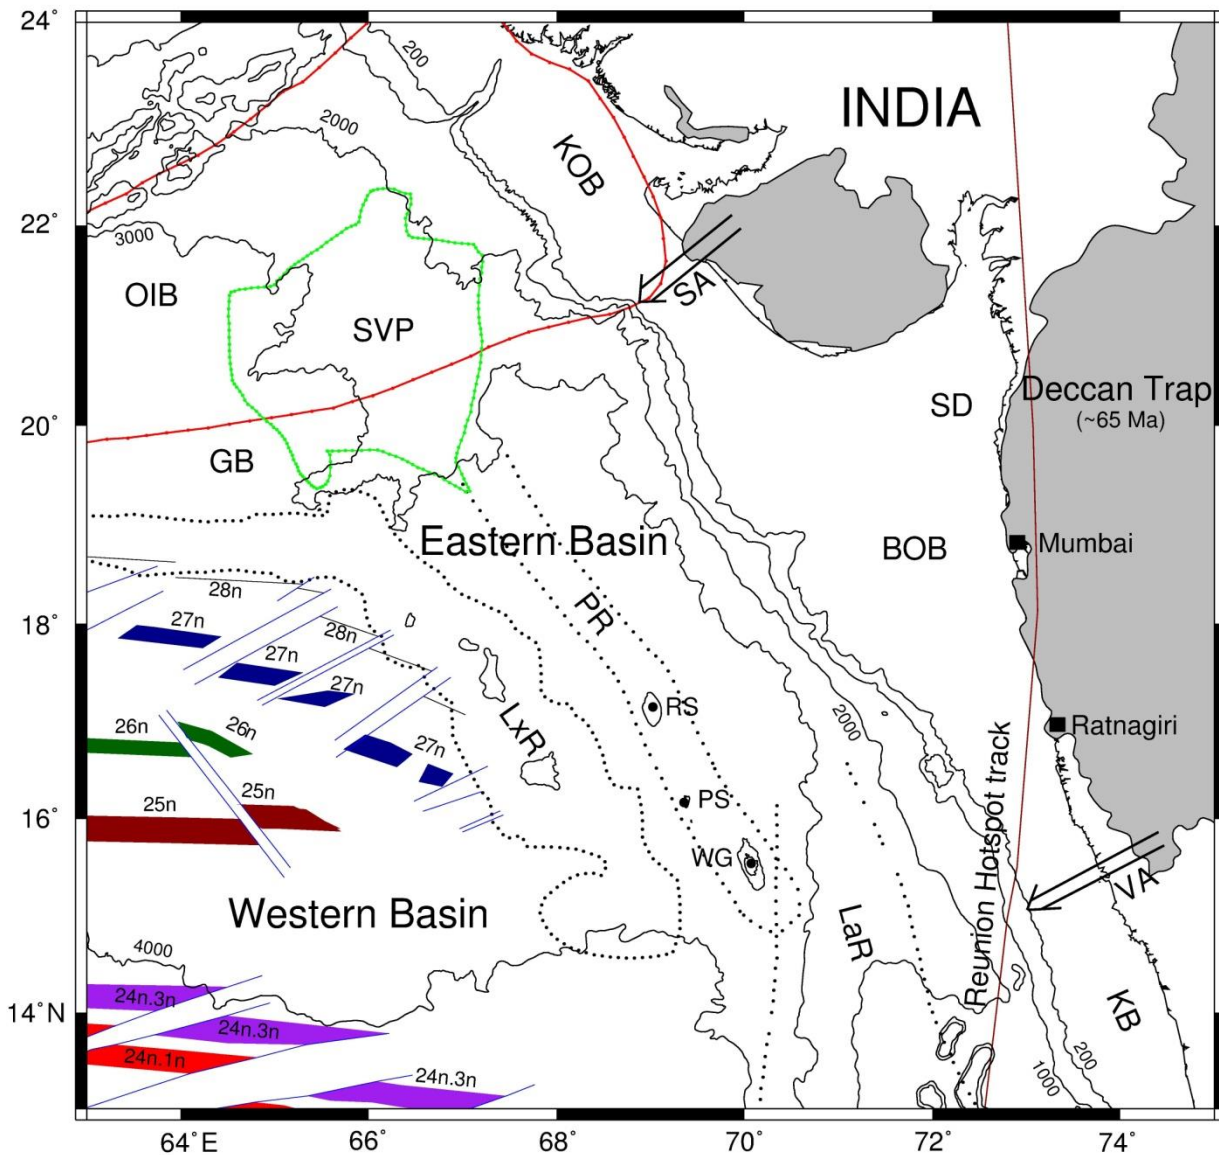 24°
200
INDIA
2000
KOB
22°
3000
OIB
SA
SVP
Deccan Trap
(~65 Ma)
SD
20°
GB
Eastern Basin
BOB
Mumbai
28n
PR
18°
27n
28n
27n
27n
RS
2000
Ratnagiri
26n
26n
LxR
27n
25n
25n
PS
16°
WG
VA
Western Basin
LaR
Reunion Hotspot track
4000
14°N
24n.3n
24n.3n
KB
24n.1n
24n.3n
1000
200
64°E
66°
68°
70°
72°
74°